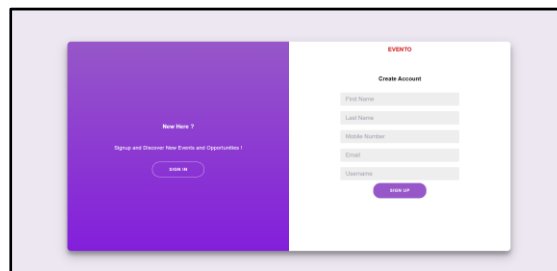 New Here ?
Signup and Discover New Events and Opportunities !
SIGN IN
EVENTO
Create Account
First Name
Last Name
Mobile Number
Email
Username
SIGN UP